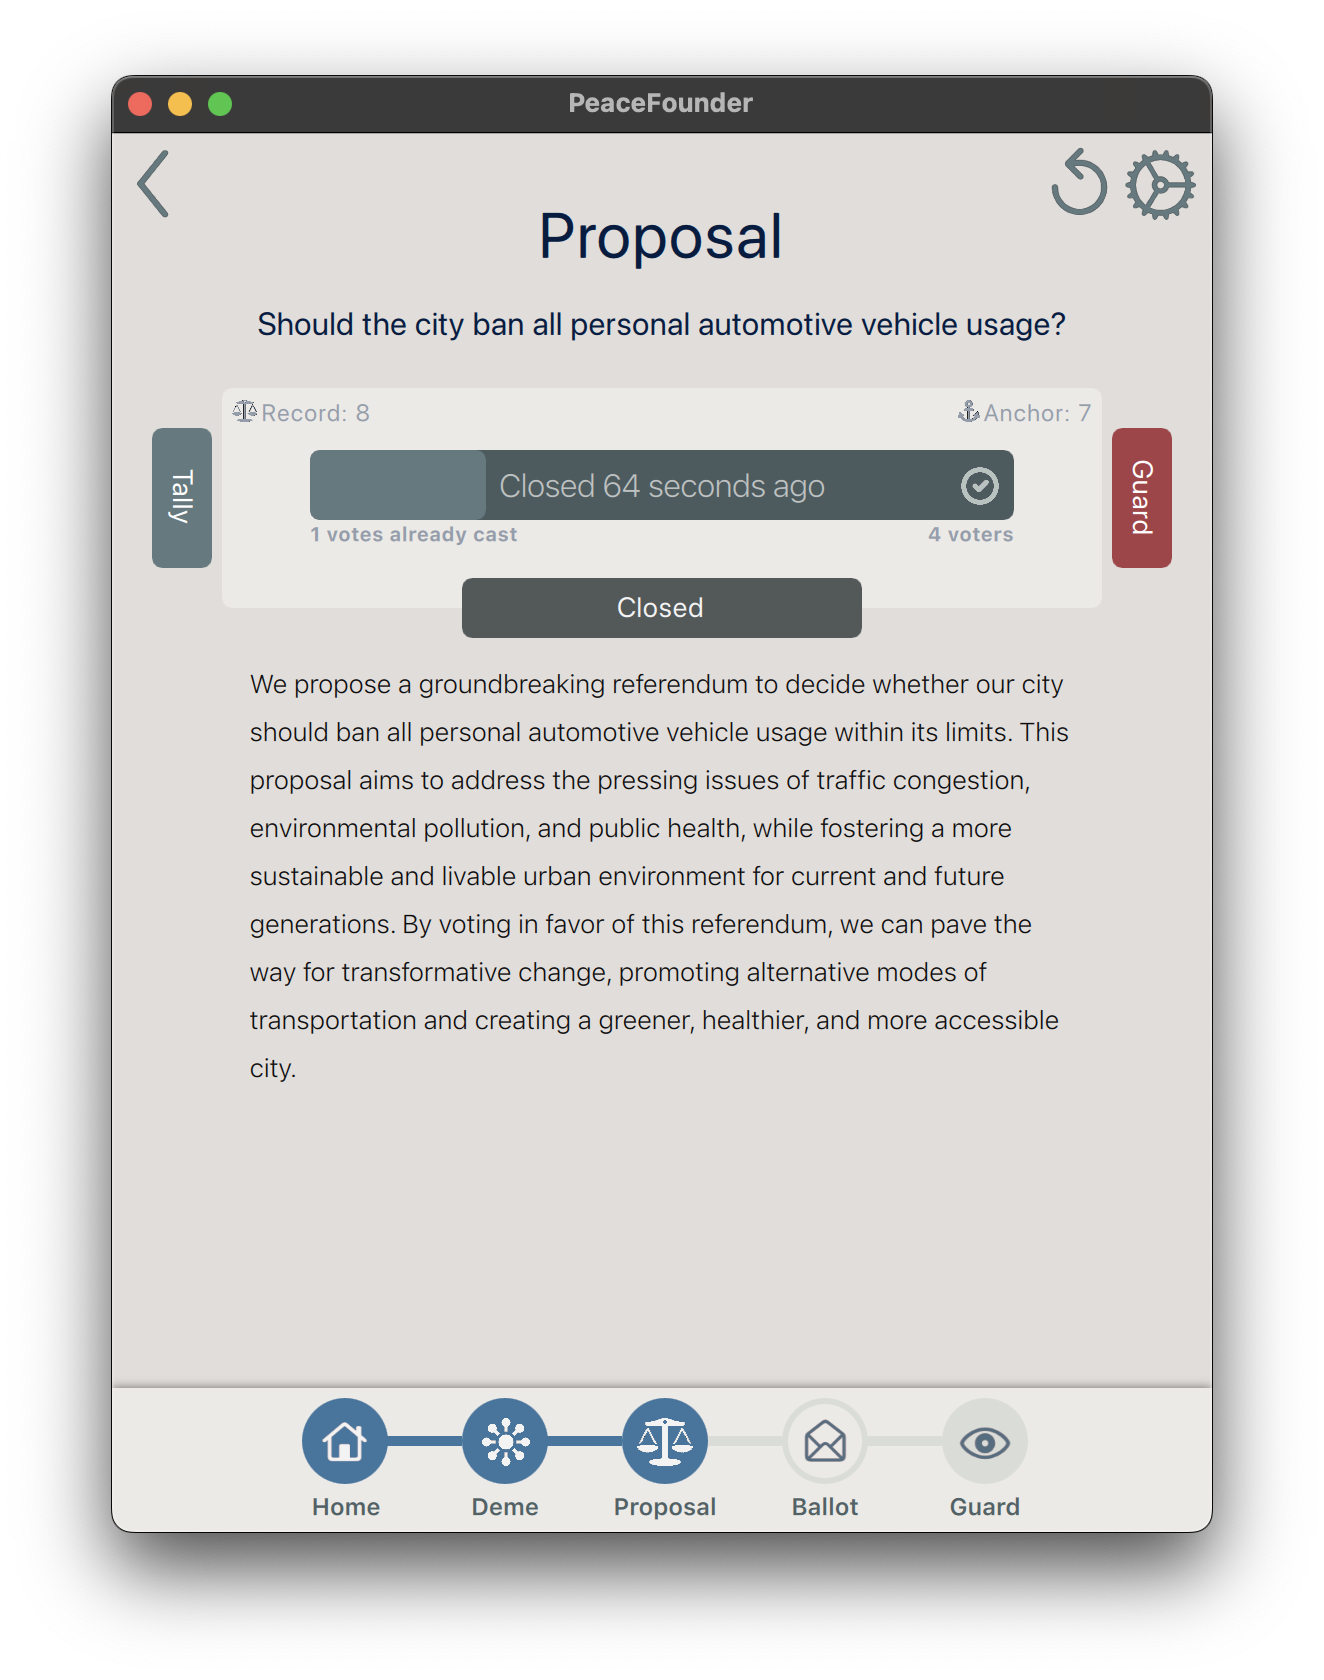 PeaceFounder
Proposal
Should the city ban all personal automotive vehicle usage?
Record: 8
Anchor: 7
Tally
Closed 64 seconds ago
Guard
1 votes already cast
4 voters
Closed
We propose a groundbreaking referendum to decide whether our city
should ban all personal automotive vehicle usage within its limits. This
proposal aims to address the pressing issues of traffic congestion,
environmental pollution, and public health, while fostering a more
sustainable and livable urban environment for current and future
generations. By voting in favor of this referendum, we can pave the
way for transformative change, promoting alternative modes of
transportation and creating a greener, healthier, and more accessible
city.
Home
Deme
Proposal
Ballot
Guard